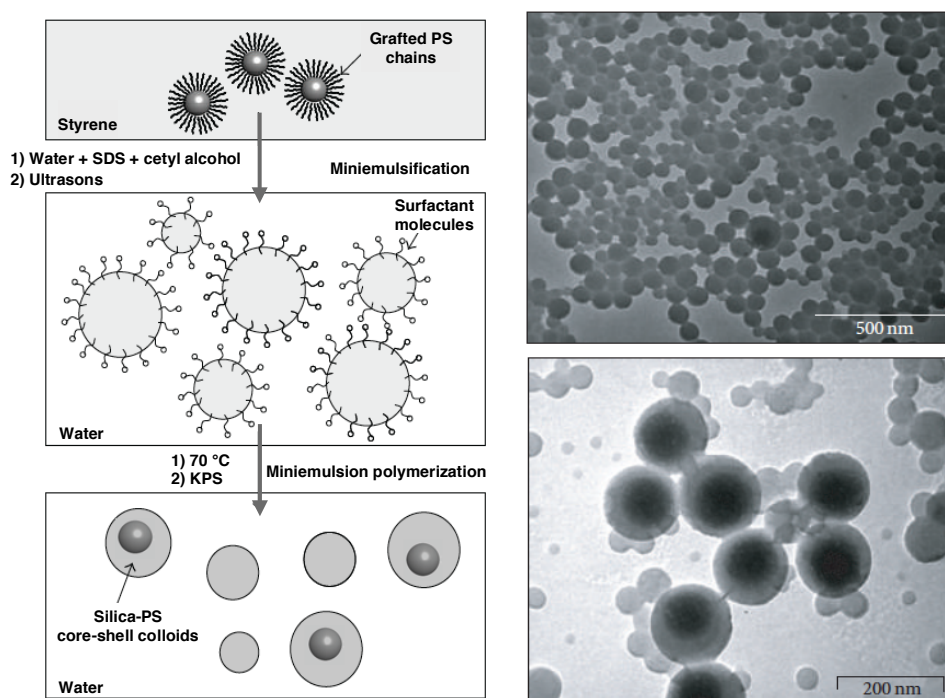 Grafted PS
chains
Styrene
1) Water + SDS + cetyl alcohol
2) Ultrasons
Miniemulsification
Surfactant
molecules
Water
1) 70 °C
2) KPS
Miniemulsion polymerization
Silica-PS
core-shell colloids
Water
500 nm
200 nm